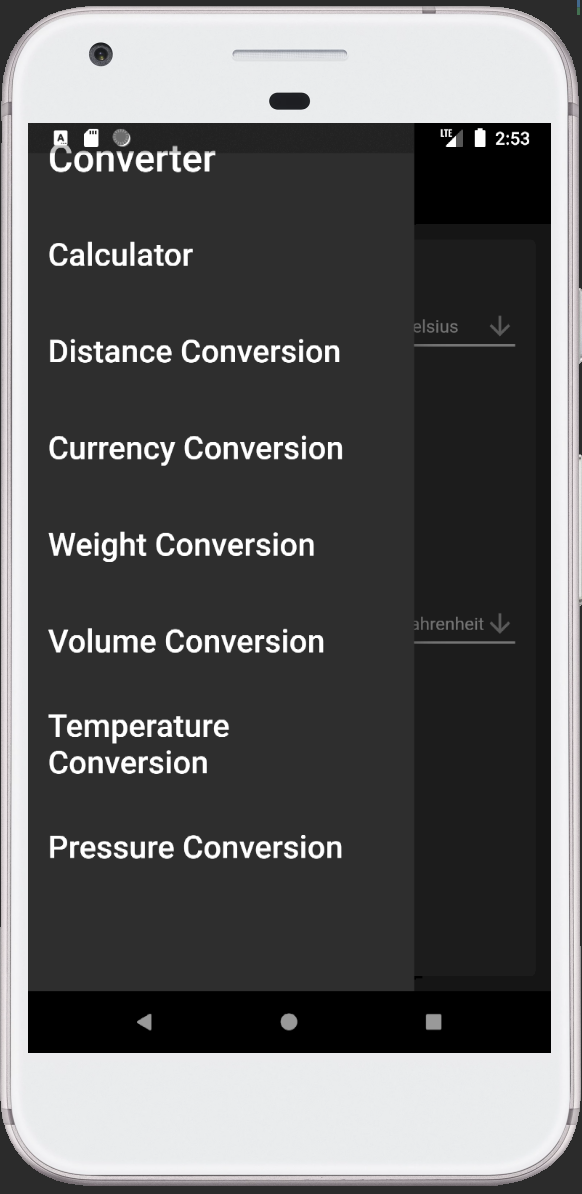 LTE 2:53
Converter
Calculator
elsius
Distance Conversion
Currency Conversion
Weight Conversion
ahrenheit
Volume Conversion
Temperature
Conversion
Pressure Conversion